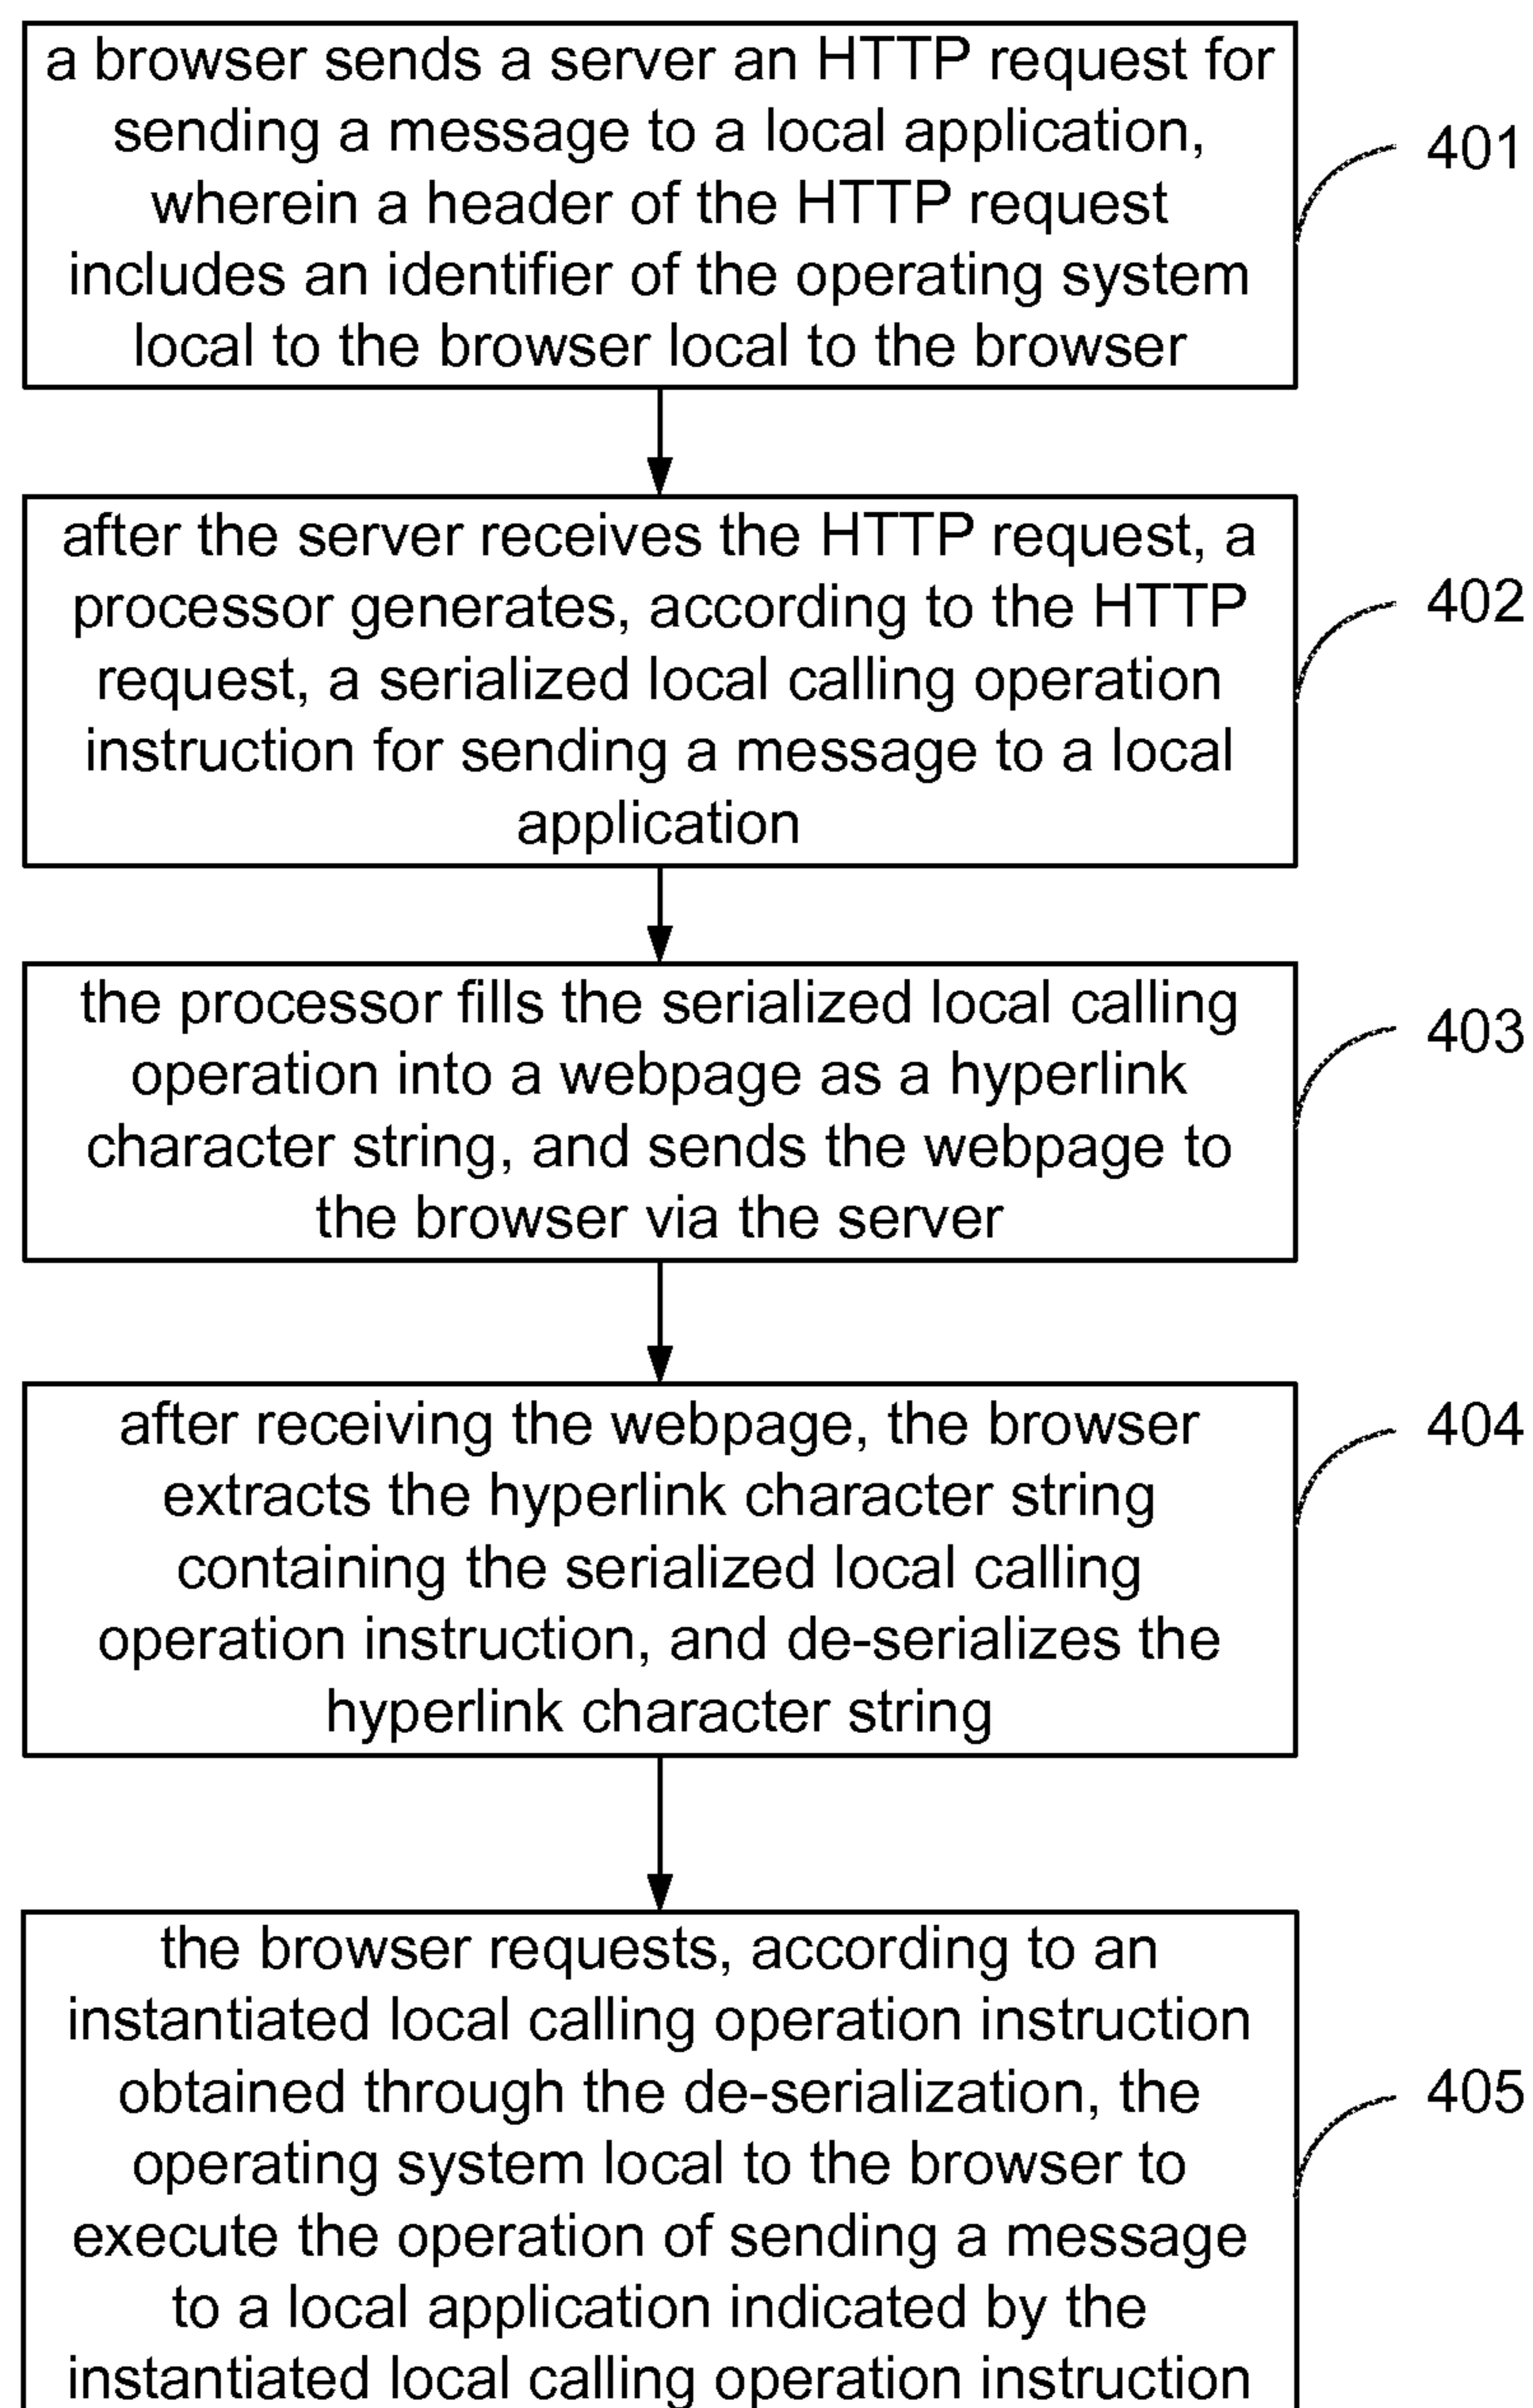 a browser sends a server an HTTP request for
sending a message to a local application,
wherein a header of the HTTP request
includes an identifier of the operating system
local to the browser local to the browser
401
after the server receives the HTTP request, a
processor generates, according to the HTTP
request, a serialized local calling operation
instruction for sending a message to a local
application
402
the processor fills the serialized local calling
operation into a webpage as a hyperlink
character string, and sends the webpage to
the browser via the server
403
after receiving the webpage, the browser
extracts the hyperlink character string
containing the serialized local calling
operation instruction, and de-serializes the
hyperlink character string
404
the browser requests, according to an
instantiated local calling operation instruction
obtained through the de-serialization, the
operating system local to the browser to
execute the operation of sending a message
to a local application indicated by the
instantiated local calling operation instruction
405